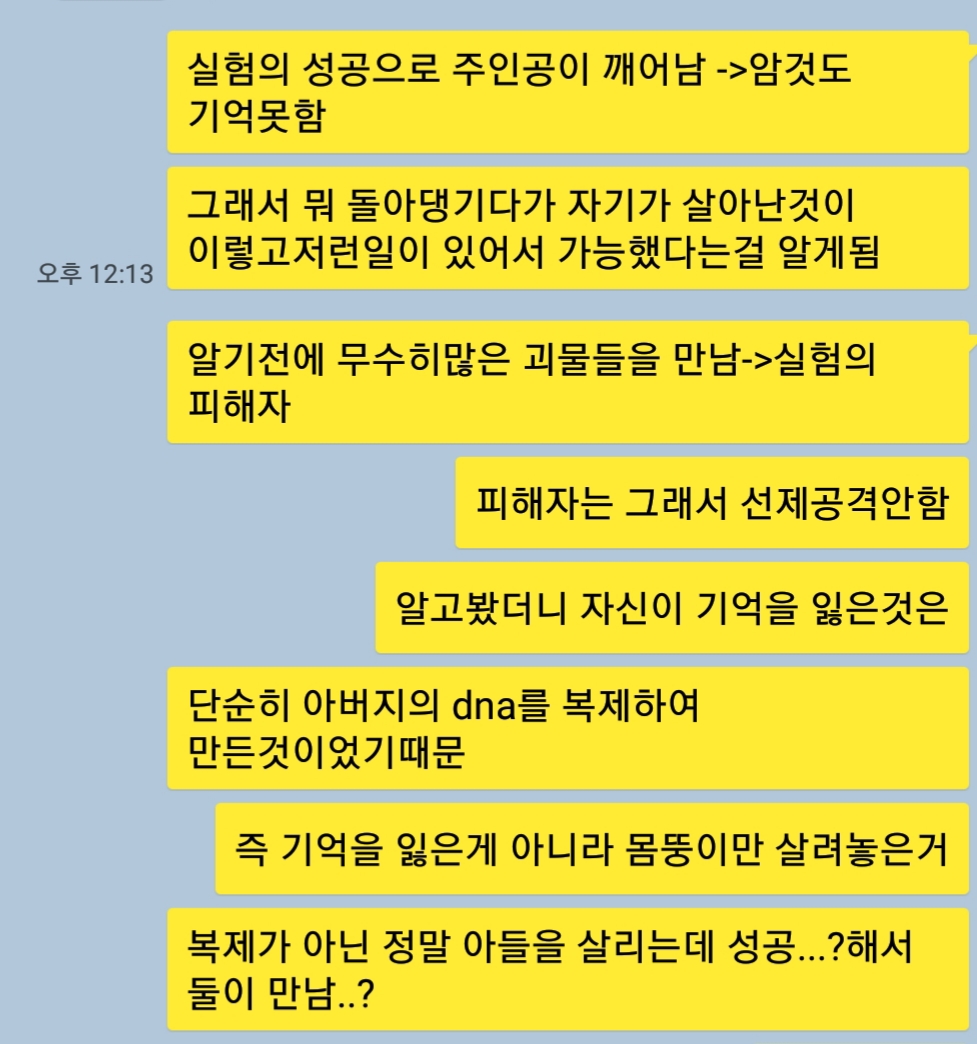 실험의 성공으로 주인공이 깨어남 ->암것도
기억못함
그래서 뭐 돌아댕기다가 자기가 살아난것이
이렇고저런일이 있어서 가능했다는걸 알게됨
오후 12:13
알기전에 무수히많은 괴물들을 만남->실험의
피해자
피해자는 그래서 선제공격안함
알고봤더니 자신이 기억을 잃은것은
단순히 아버지의 dna를 복제하여
만든것이었기때문
즉 기억을 잃은게 아니라 몸뚱이만 살려놓은거
복제가 아닌 정말 아들을 살리는데 성공...?해서
둘이 만남..?